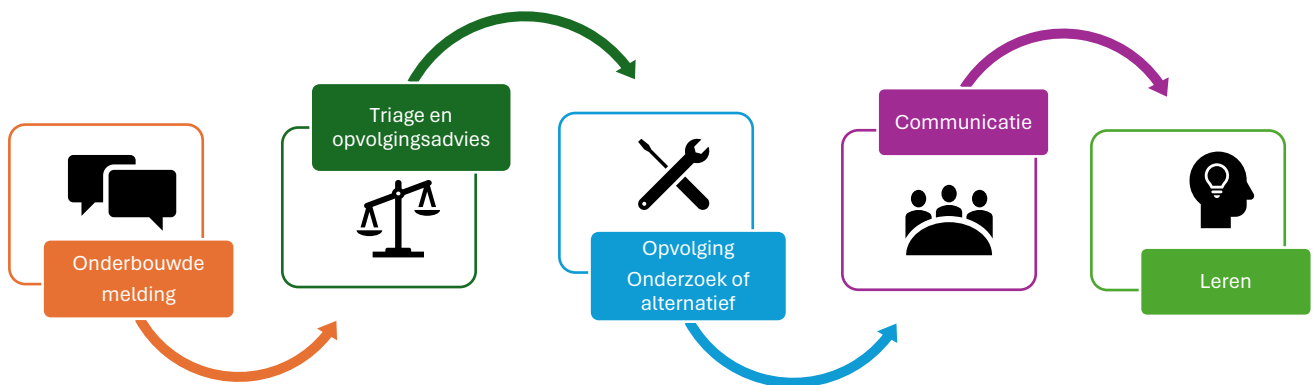 Onderbouwde
melding
Triage en
opvolgingsadvies
Opvolging
Onderzoek of
alternatief
Communicatie
Leren